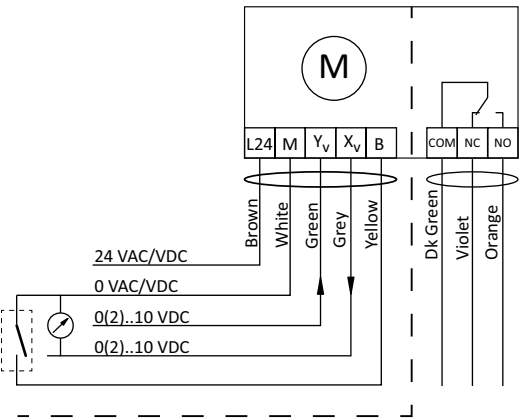 M
L24 M Yv Xv B COM NC NO
Brown
White
Green
Grey
Yellow
Dk Green
Violet
Orange
24 VAC/VDC
0 VAC/VDC
0(2)..10 VDC
0(2)..10 VDC